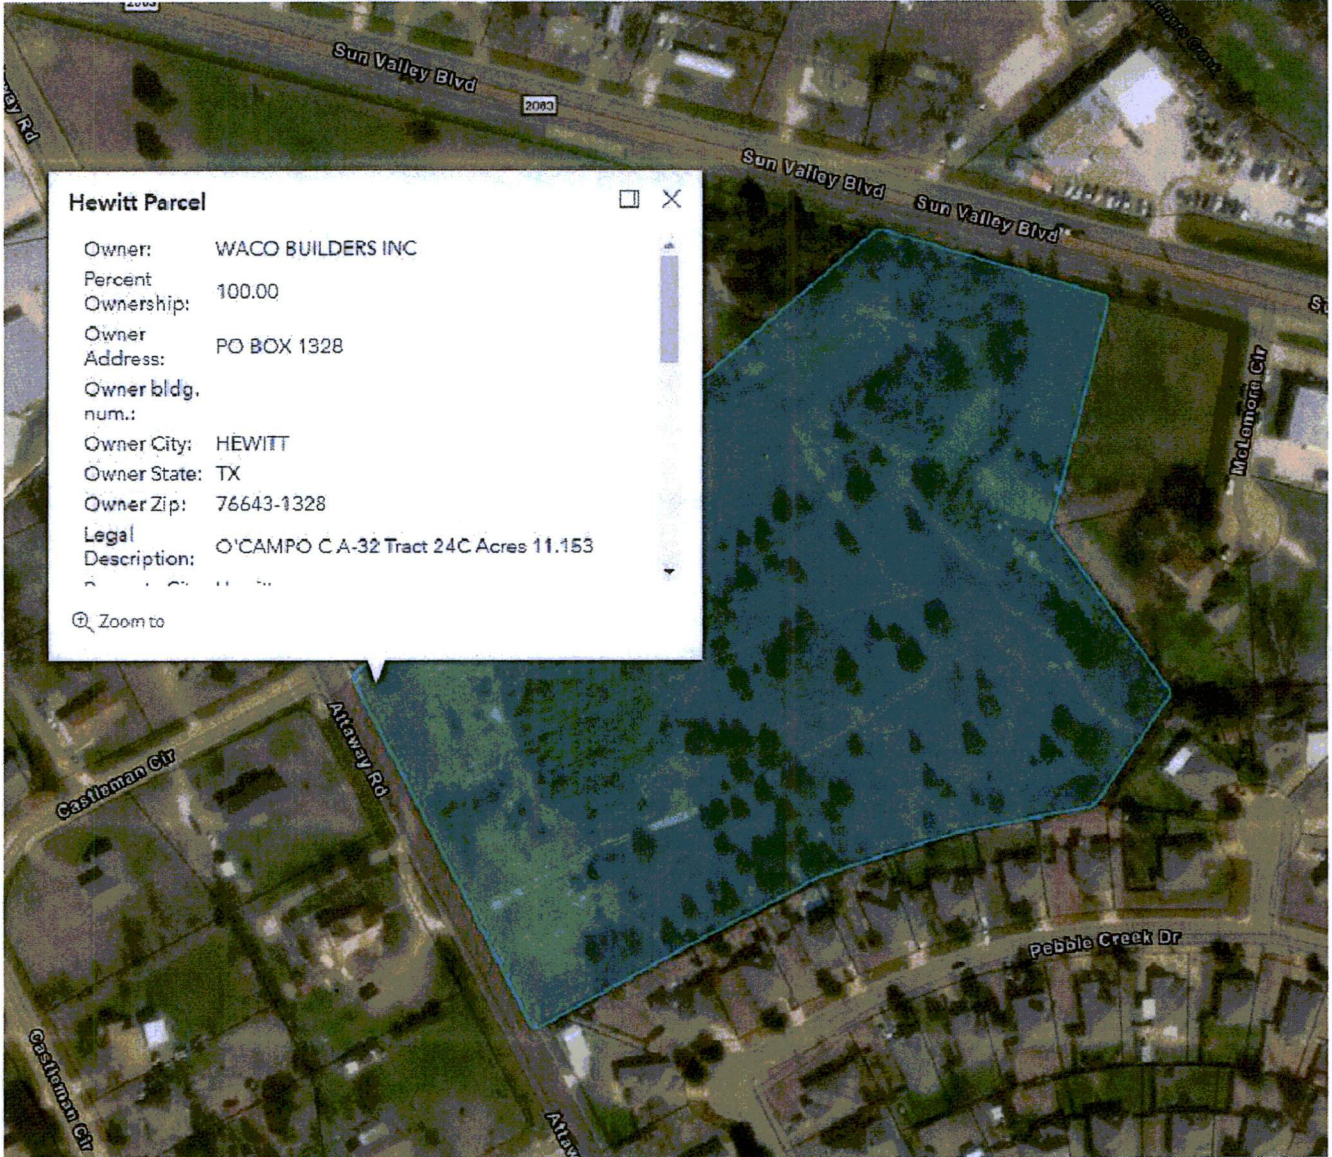 2063
Sun Valley Blvd
2063
Sun Valley Blvd
Sun Valley Blvd
Hewitt Parcel
Owner: WACO BUILDERS INC
Percent
Ownership: 100.00
Owner
Address: PO BOX 1328
Owner bldg.
num.:
Owner City: HEWITT
Owner State: TX
Owner Zip: 76643-1328
Legal
Description: O'CAMPO C A-32 Tract 24C Acres 11.153
Zoom to
McLemore Cir
Attaway Rd
Castleman Cir
Pebble Creek Dr
Castleman Cir